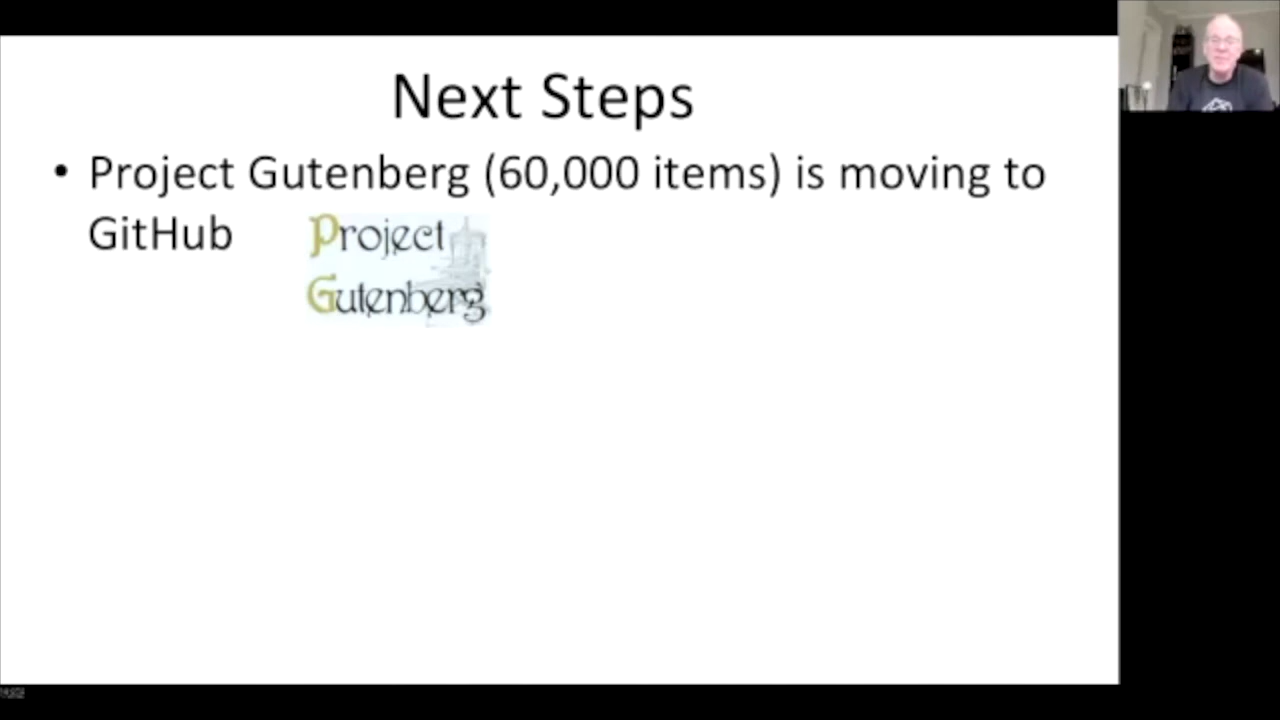 Next Steps
• Project Gutenberg (60,000 items) is moving to
GitHub
Project
Gutenberg